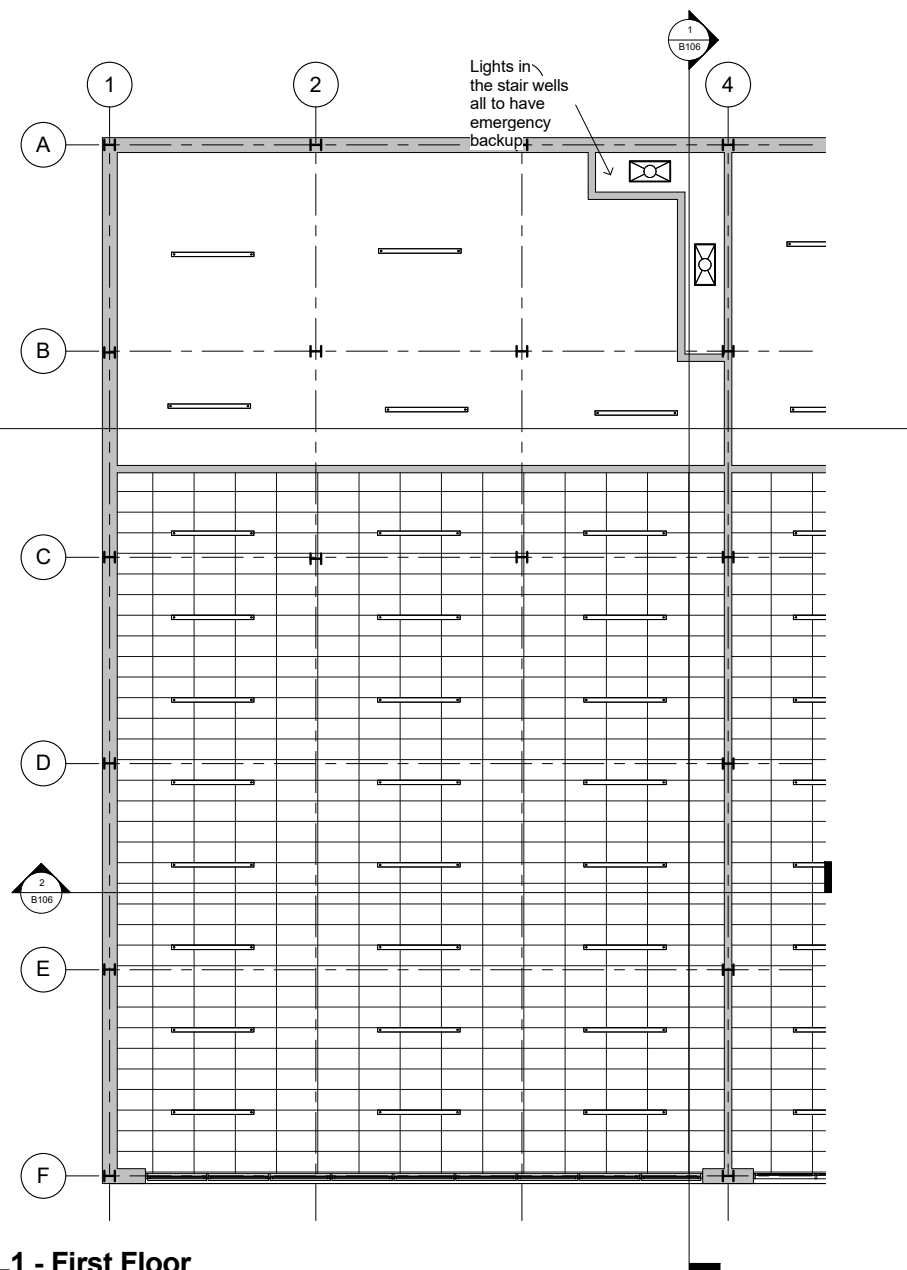 1
B106
1
2
4
Lights in
the stair wells
all to have
emergency
backup.
A
B
C
D
2
B106
E
F
1 - First Floor